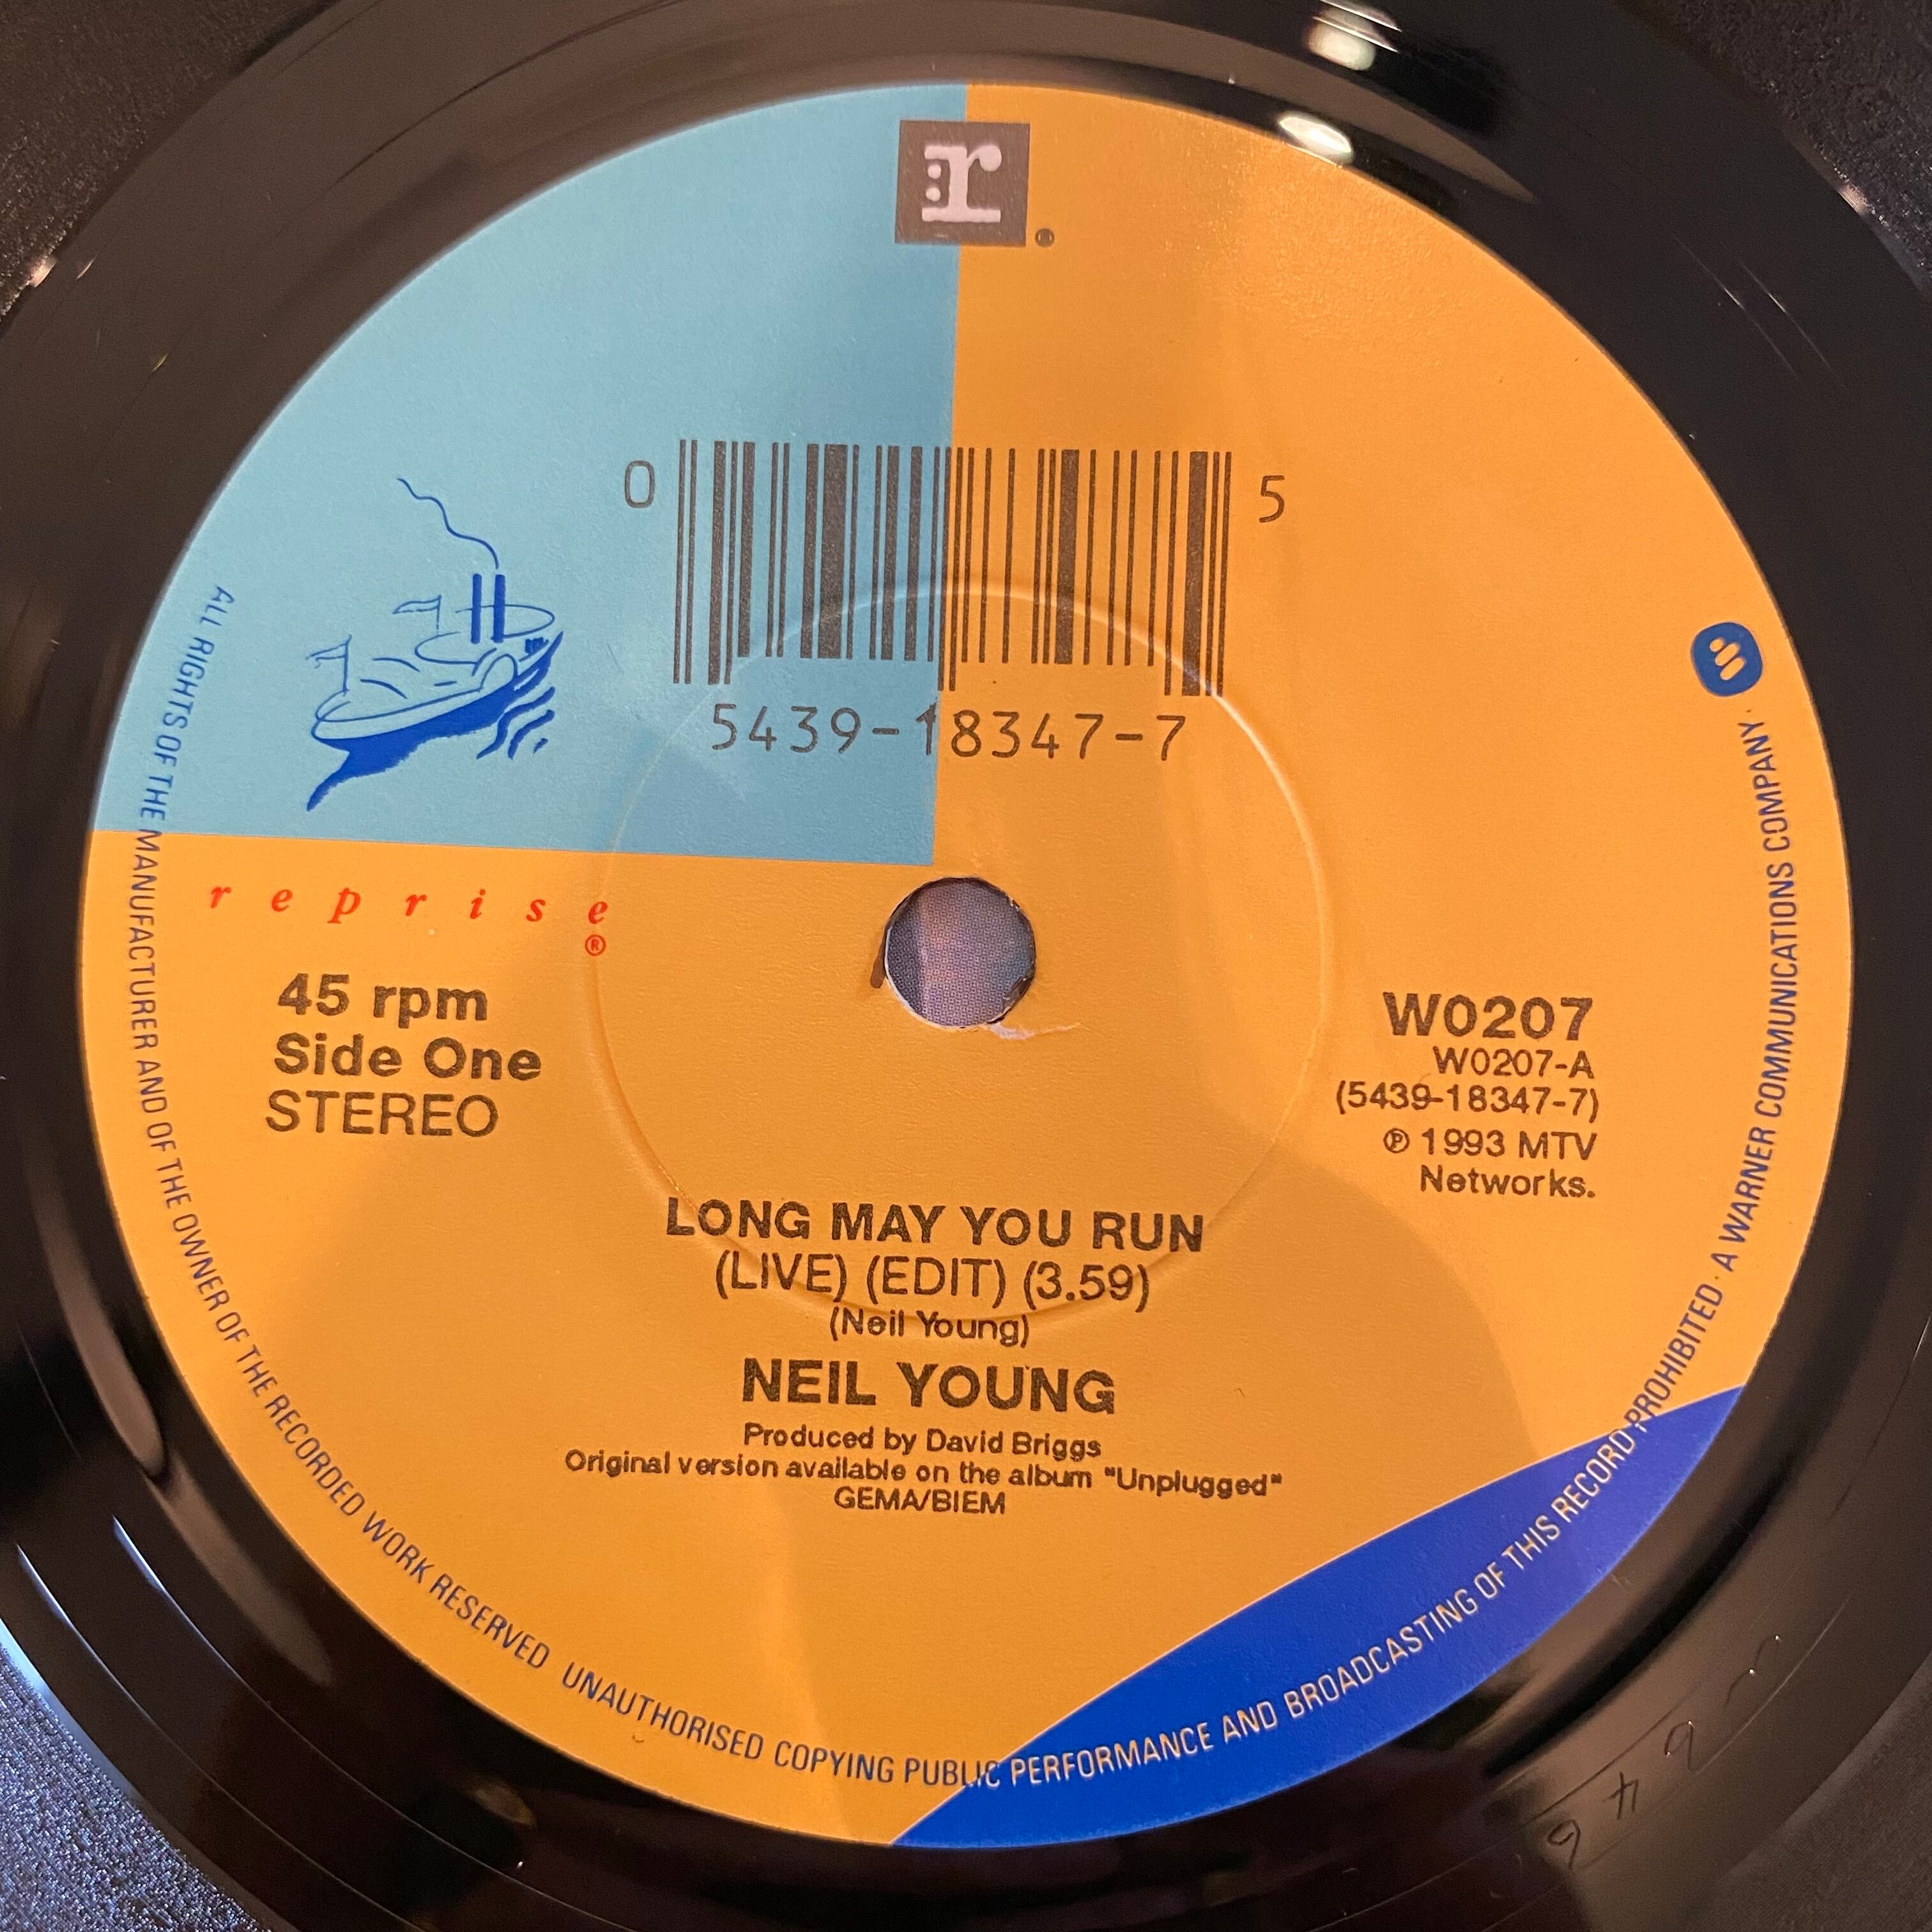 r
0 5
5439-18347-7
reprise®
45 rpm
Side One
STEREO
W0207
W0207-A
(5439-18347-7)
℗ 1993 MTV
Networks.
LONG MAY YOU RUN
(LIVE) (EDIT) (3.59)
(Neil Young)
NEIL YOUNG
Produced by David Briggs
Original version available on the album "Unplugged"
GEMA/BIEM
ALL RIGHTS OF THE MANUFACTURER AND OF THE OWNER OF THE RECORDED WORK RESERVED UNAUTHORISED COPYING PUBLIC PERFORMANCE AND BROADCASTING OF THIS RECORD PROHIBITED · A WARNER COMMUNICATIONS COMPANY ·